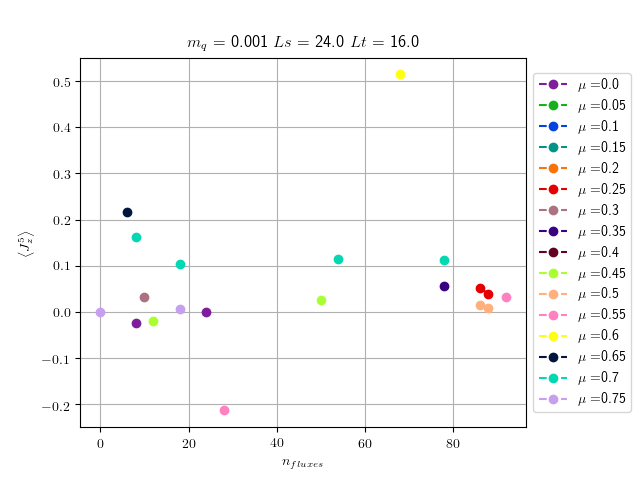 m_q = 0.001 Ls = 24.0 Lt = 16.0
⟨J_z^5⟩
0.5
0.4
0.3
0.2
0.1
0.0
−0.1
−0.2
0 20 40 60 80
n_fluxes
μ =0.0
μ =0.05
μ =0.1
μ =0.15
μ =0.2
μ =0.25
μ =0.3
μ =0.35
μ =0.4
μ =0.45
μ =0.5
μ =0.55
μ =0.6
μ =0.65
μ =0.7
μ =0.75